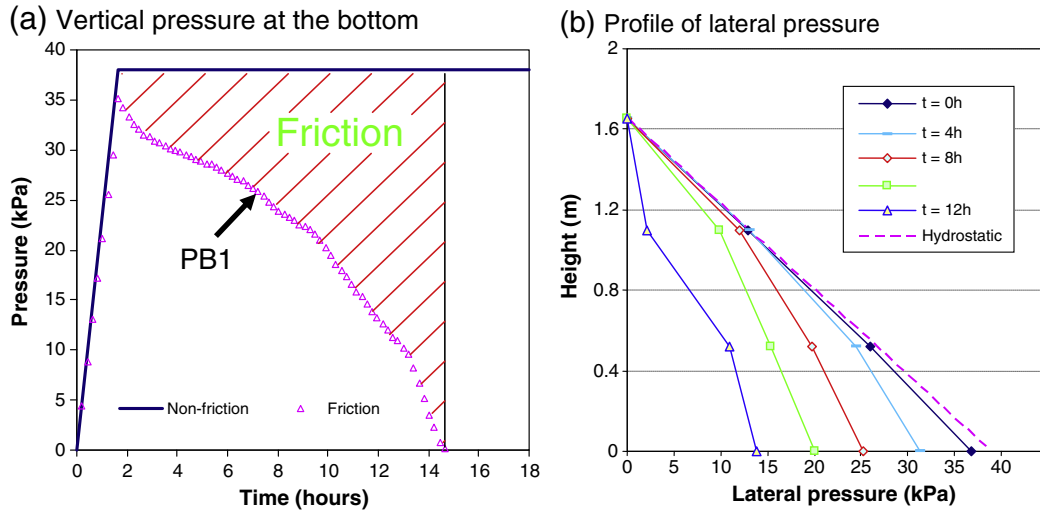 (a) Vertical pressure at the bottom
40
35
30
25
20
15
10
5
0
Pressure (kPa)
Friction
PB1
Non-friction
Friction
0 2 4 6 8 10 12 14 16 18
Time (hours)
(b) Profile of lateral pressure
2
1.6
1.2
0.8
0.4
0
Height (m)
t = 0h
t = 4h
t = 8h
t = 12h
Hydrostatic
0 5 10 15 20 25 30 35 40
Lateral pressure (kPa)